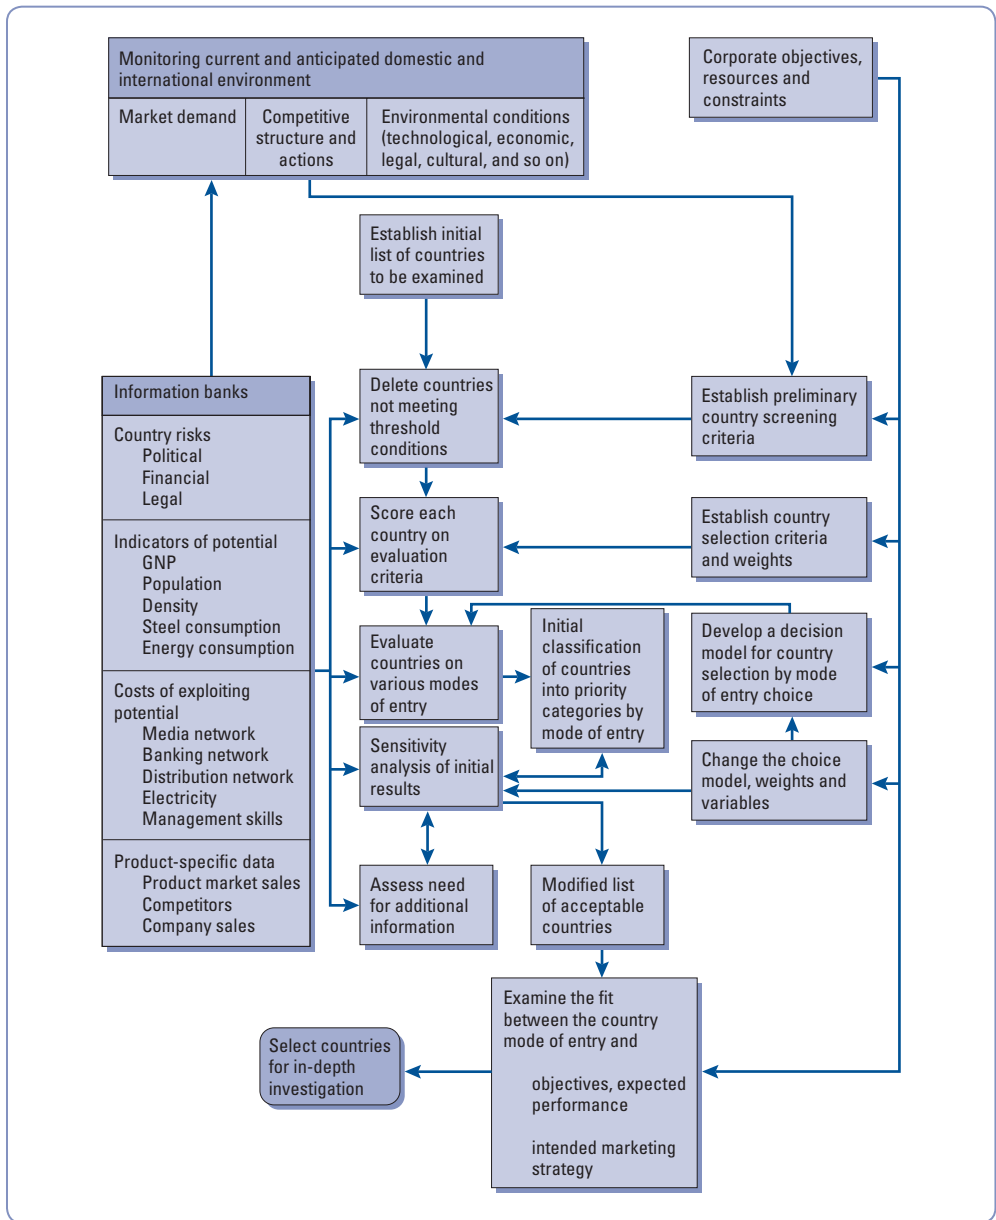 Monitoring current and anticipated domestic and
international environment
Market demand
Competitive
structure and
actions
Environmental conditions
(technological, economic,
legal, cultural, and so on)
Corporate objectives,
resources and
constraints
Establish initial
list of countries
to be examined
Information banks
Country risks
Political
Financial
Legal
Indicators of potential
GNP
Population
Density
Steel consumption
Energy consumption
Costs of exploiting
potential
Media network
Banking network
Distribution network
Electricity
Management skills
Product-specific data
Product market sales
Competitors
Company sales
Delete countries
not meeting
threshold
conditions
Establish preliminary
country screening
criteria
Score each
country on
evaluation
criteria
Establish country
selection criteria
and weights
Evaluate
countries on
various modes
of entry
Initial
classification
of countries
into priority
categories by
mode of entry
Develop a decision
model for country
selection by mode
of entry choice
Sensitivity
analysis of initial
results
Change the choice
model, weights and
variables
Assess need
for additional
information
Modified list
of acceptable
countries
Examine the fit
between the country
mode of entry and
objectives, expected
performance
intended marketing
strategy
Select countries
for in-depth
investigation